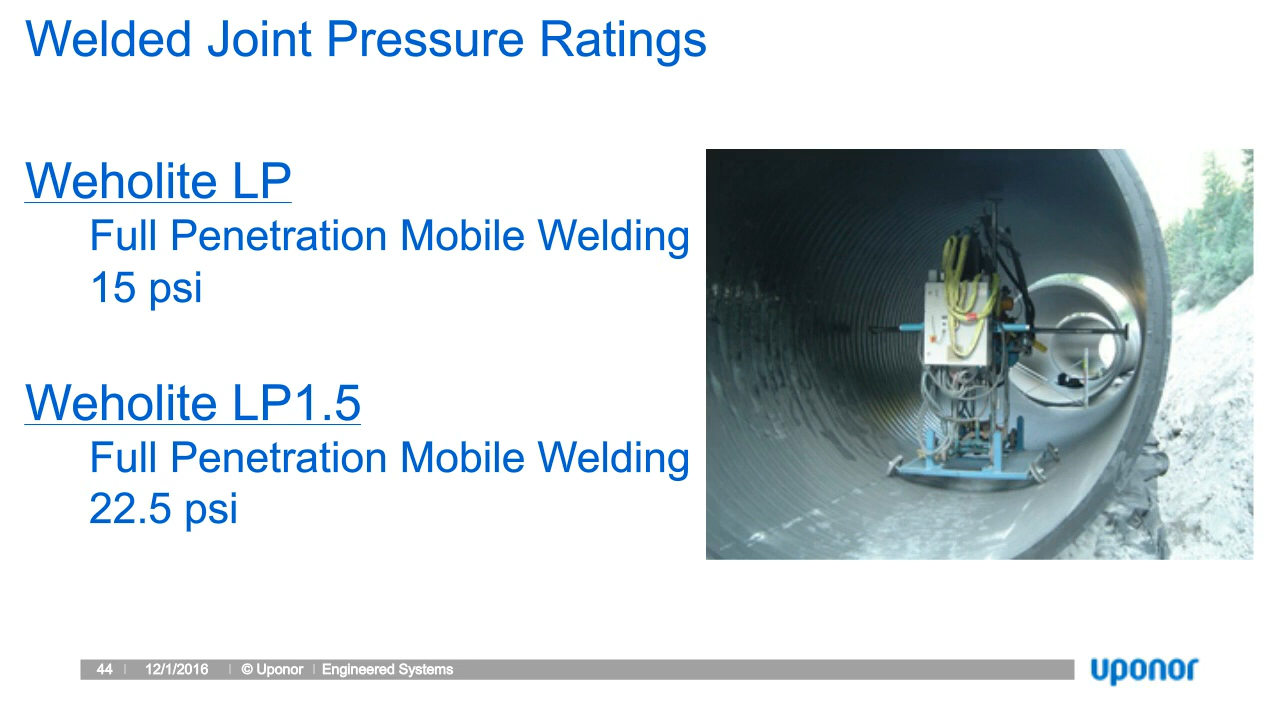 Welded Joint Pressure Ratings
Weholite LP
Full Penetration Mobile Welding
15 psi
Weholite LP1.5
Full Penetration Mobile Welding
22.5 psi
44 | 12/1/2016 | © Uponor | Engineered Systems
uponor